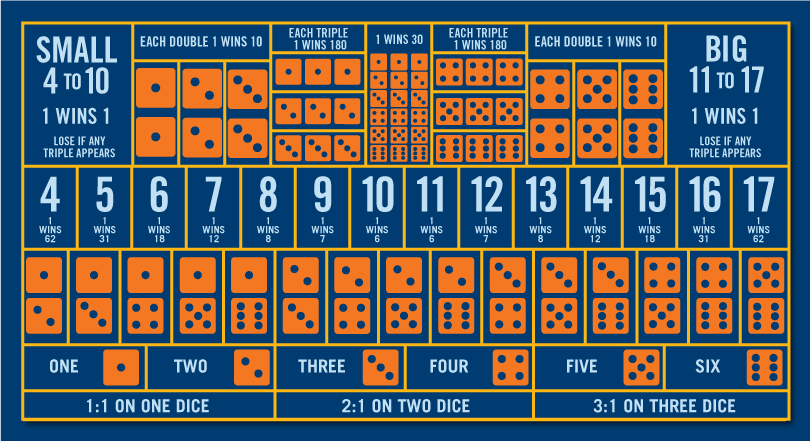 SMALL
4 TO 10
1 WINS 1
LOSE IF ANY
TRIPLE APPEARS
EACH DOUBLE 1 WINS 10
EACH TRIPLE
1 WINS 180
1 WINS 30
EACH TRIPLE
1 WINS 180
EACH DOUBLE 1 WINS 10
BIG
11 TO 17
1 WINS 1
LOSE IF ANY
TRIPLE APPEARS
4
1
WINS
62
5
1
WINS
31
6
1
WINS
18
7
1
WINS
12
8
1
WINS
8
9
1
WINS
7
10
1
WINS
6
11
1
WINS
6
12
1
WINS
7
13
1
WINS
8
14
1
WINS
12
15
1
WINS
18
16
1
WINS
31
17
1
WINS
62
ONE
TWO
THREE
FOUR
FIVE
SIX
1:1 ON ONE DICE
2:1 ON TWO DICE
3:1 ON THREE DICE